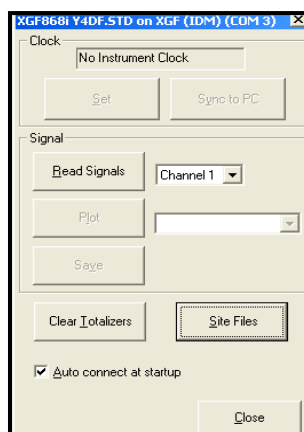 XGF868i Y4DF.STD on XGF (IDM) (COM 3)
Clock
No Instrument Clock
Set
Sync to PC
Signal
Read Signals
Channel 1
Plot
Save
Clear Totalizers
Site Files
Auto connect at startup
Close